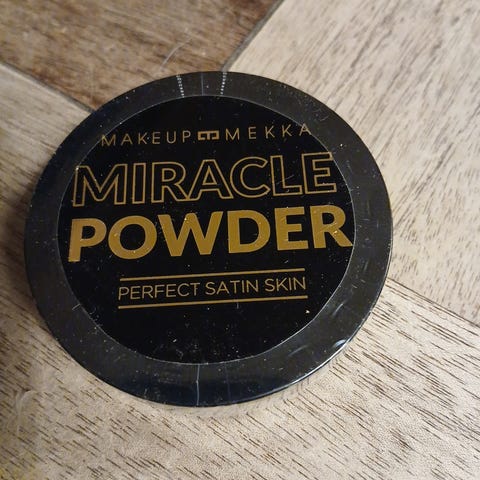 MAKEUP MEKKA
MIRACLE
POWDER
PERFECT SATIN SKIN